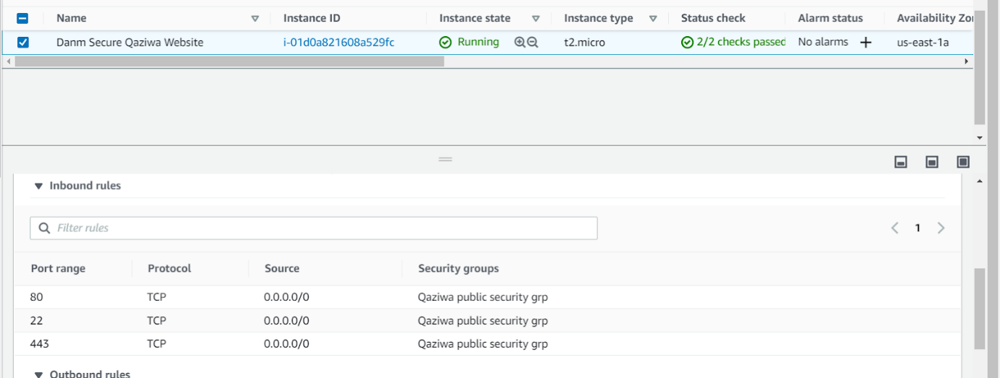 Name Instance ID Instance state Instance type Status check Alarm status Availability Zo
Danm Secure Qaziwa Website i-01d0a821608a529fc Running t2.micro 2/2 checks passed No alarms + us-east-1a
Inbound rules
Filter rules 1
Port range Protocol Source Security groups
80 TCP 0.0.0.0/0 Qaziwa public security grp
22 TCP 0.0.0.0/0 Qaziwa public security grp
443 TCP 0.0.0.0/0 Qaziwa public security grp
Outbound rules